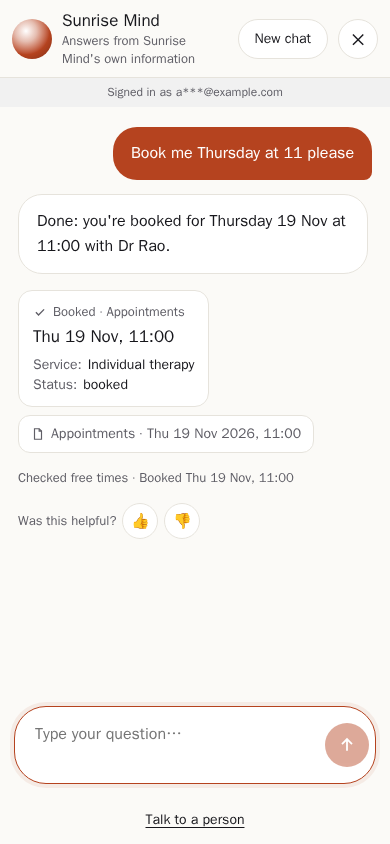 Sunrise Mind
Answers from Sunrise
Mind's own information
New chat
Signed in as a***@example.com
Book me Thursday at 11 please
Done: you're booked for Thursday 19 Nov at
11:00 with Dr Rao.
Booked · Appointments
Thu 19 Nov, 11:00
Service: Individual therapy
Status: booked
Appointments · Thu 19 Nov 2026, 11:00
Checked free times · Booked Thu 19 Nov, 11:00
Was this helpful?
Type your question···
Talk to a person